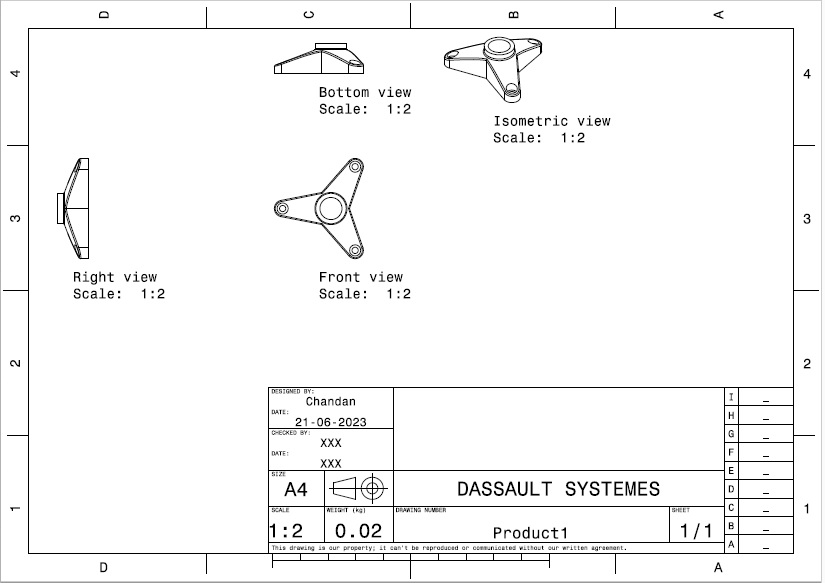 D C B A
4 4
Bottom view
Scale: 1:2
Isometric view
Scale: 1:2
3 3
Right view
Scale: 1:2
Front view
Scale: 1:2
2 2
DESIGNED BY:
Chandan
DATE:
21-06-2023
CHECKED BY:
XXX
DATE:
XXX
SIZE
A4
DASSAULT SYSTEMES
SCALE
1:2
WEIGHT (kg)
0.02
DRAWING NUMBER
Product1
SHEET
1/1
This drawing is our property; it can't be reproduced or communicated without our written agreement.
I _
H _
G _
F _
E _
D _
C _
B _
A _
1 1
D A